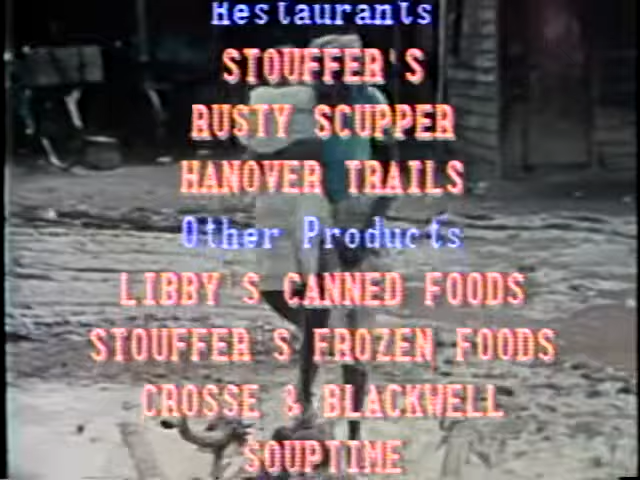 Restaurants
STOUFFER'S
RUSTY SCUPPER
HANOVER TRAILS
Other Products
LIBBY'S CANNED FOODS
STOUFFER'S FROZEN FOODS
CROSSE & BLACKWELL
SOUPTIME